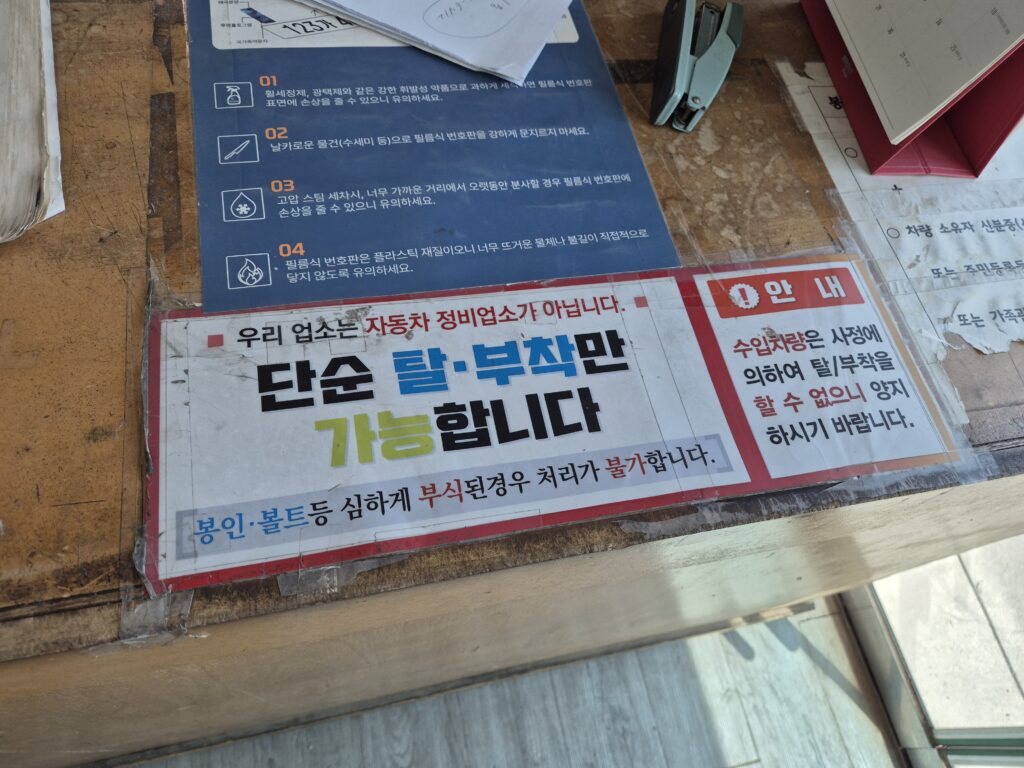 01
휠세정제, 광택제와 같은 강한 휘발성 약품으로 과하게 세척하면 필름식 번호판
표면에 손상을 줄 수 있으니 유의하세요.
02
날카로운 물건(수세미 등)으로 필름식 번호판을 강하게 문지르지 마세요.
03
고압 스팀 세차시, 너무 가까운 거리에서 오랫동안 분사할 경우 필름식 번호판에
손상을 줄 수 있으니 유의하세요.
04
필름식 번호판은 플라스틱 재질이오니 너무 뜨거운 물체나 불길이 직접적으로
닿지 않도록 유의하세요.
우리 업소는 자동차 정비업소가 아닙니다.
단순 탈·부착만
가능합니다
봉인·볼트등 심하게 부식된경우 처리가 불가합니다.
안 내
수입차량은 사정에
의하여 탈/부착을
할 수 없으니 양지
하시기 바랍니다.
차량 소유자 신분증
또는 주민등록등
또는 가족